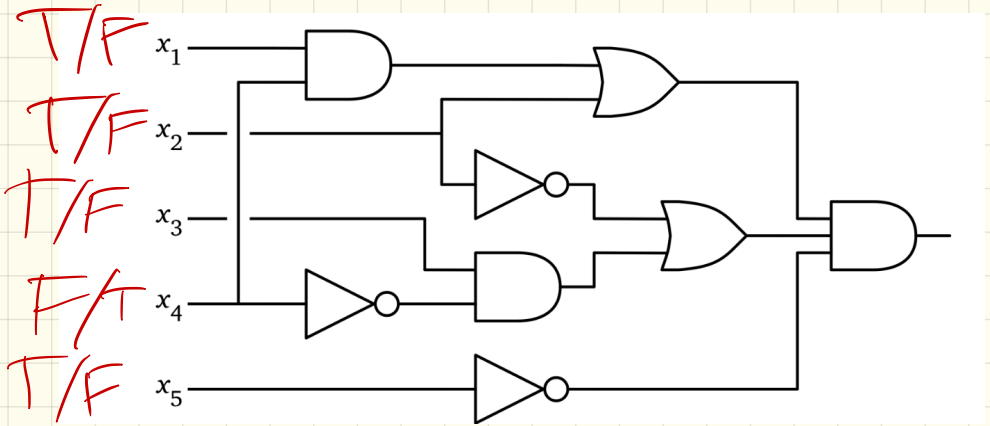 T/F x₁
T/F x₂
T/F x₃
F/T x₄
T/F x₅